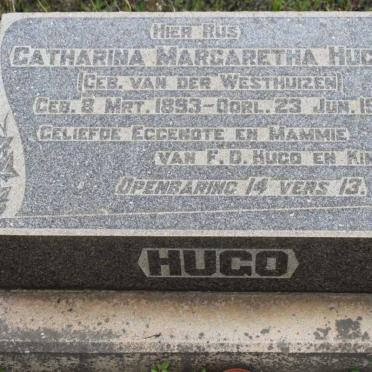 HIER RUS
CATHARINA MARGARETHA HUG
(GEB. VAN DER WESTHUIZEN)
GEB. 8 MRT. 1893–OORL. 23 JUN. 19
GELIEFDE EGGENOTE EN MAMMIE
VAN F.D. HUGO EN KIN
OPENBARING 14 VERS 13.
HUGO